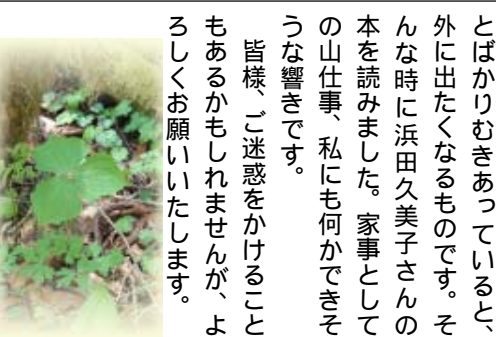 とばかりむきあっていると、
外に出たくなるものです。そ
んな時に浜田久美子さんの
本を読みました。家事として
の山仕事、私にも何かできそ
うな響きです。
皆様、ご迷惑をかけること
もあるかもしれませんが、よ
ろしくお願いいたします。